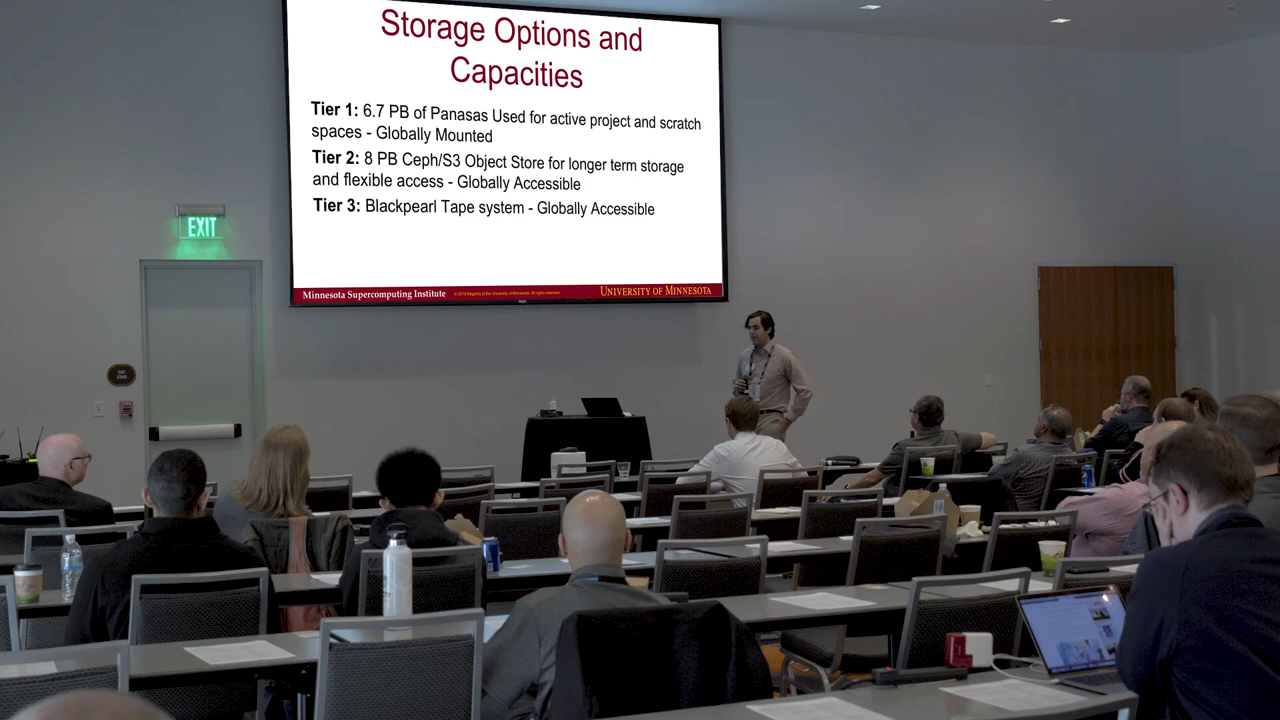 Storage Options and
Capacities
Tier 1: 6.7 PB of Panasas Used for active project and scratch
spaces - Globally Mounted
Tier 2: 8 PB Ceph/S3 Object Store for longer term storage
and flexible access - Globally Accessible
Tier 3: Blackpearl Tape system - Globally Accessible
Minnesota Supercomputing Institute
UNIVERSITY OF MINNESOTA
EXIT